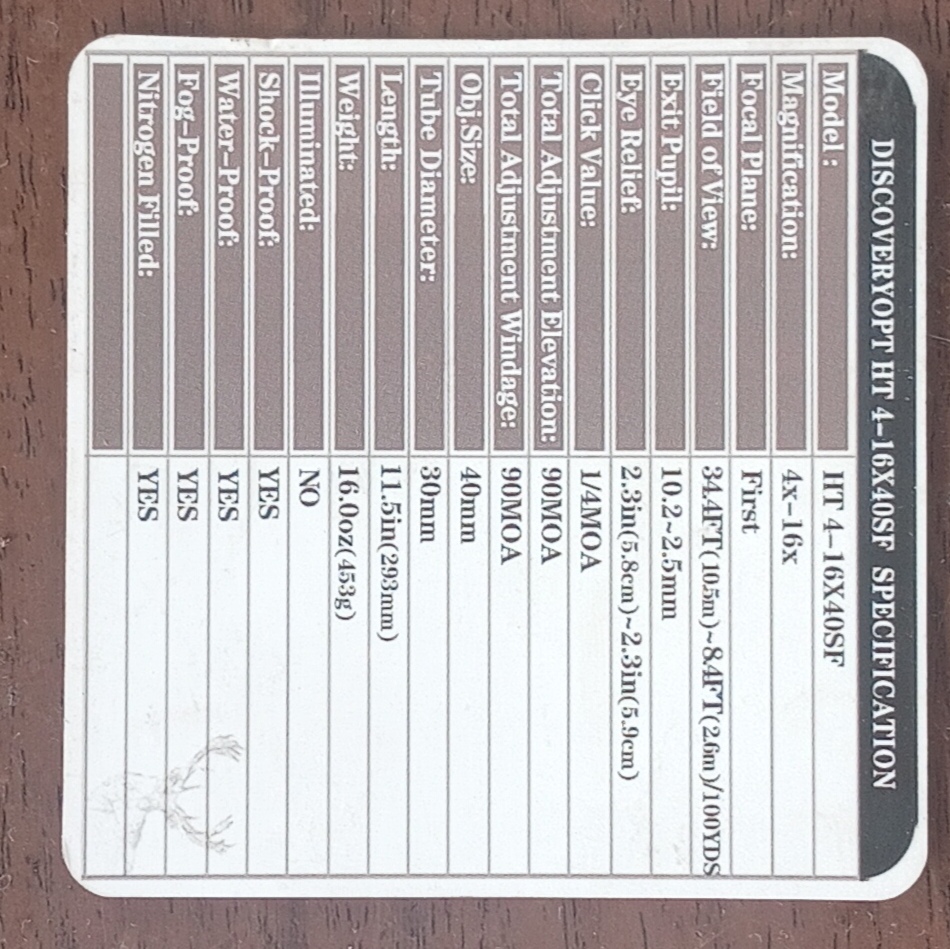 DISCOVERYOPT HT 4-16X40SF SPECIFICATION
Model : HT 4-16X40SF
Magnification: 4x-16x
Focal Plane: First
Field of View: 34.4FT(10.5m)~8.4FT(2.6m)/100YDS
Exit Pupil: 10.2~2.5mm
Eye Relief: 2.3in(5.8cm)~2.3in(5.9cm)
Click Value: 1/4MOA
Total Adjustment Elevation: 90MOA
Total Adjustment Windage: 90MOA
Obj.Size: 40mm
Tube Diameter: 30mm
Length: 11.5in(293mm)
Weight: 16.0oz(453g)
Illuminated: NO
Shock-Proof: YES
Water-Proof: YES
Fog-Proof: YES
Nitrogen Filled: YES